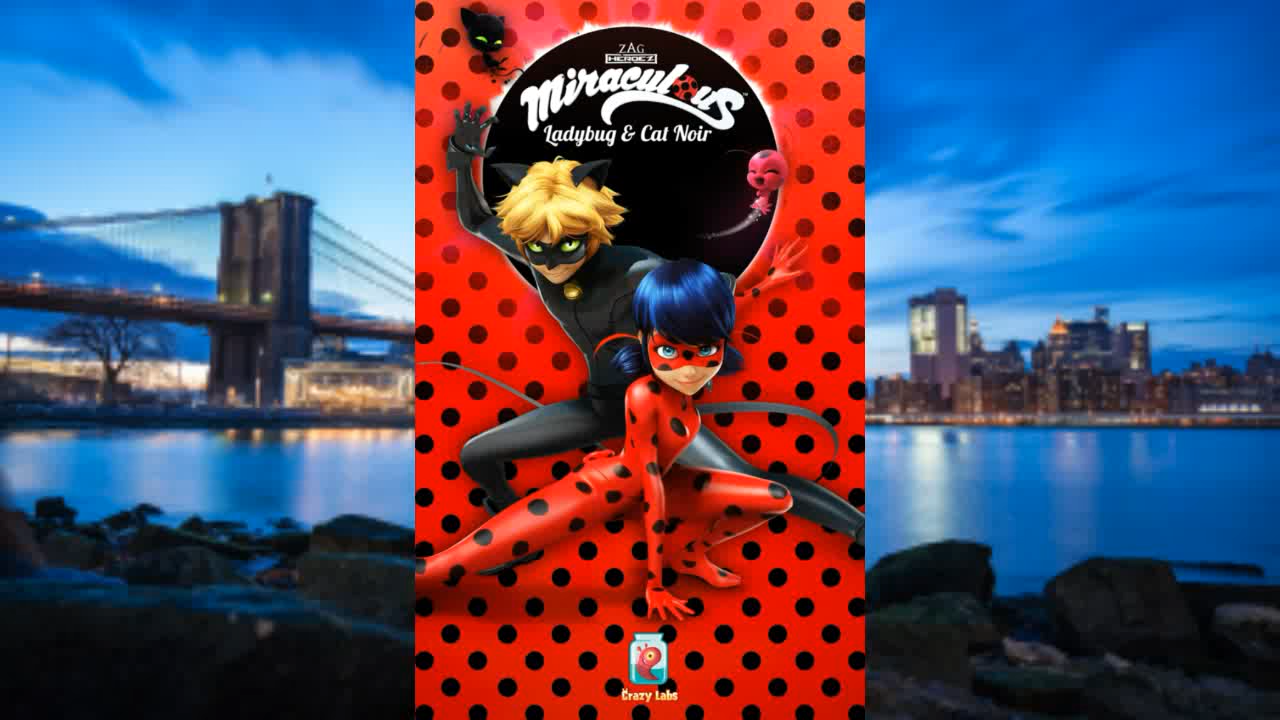 ZAG
HEROEZ
Miraculous
Ladybug & Cat Noir
Crazy Labs